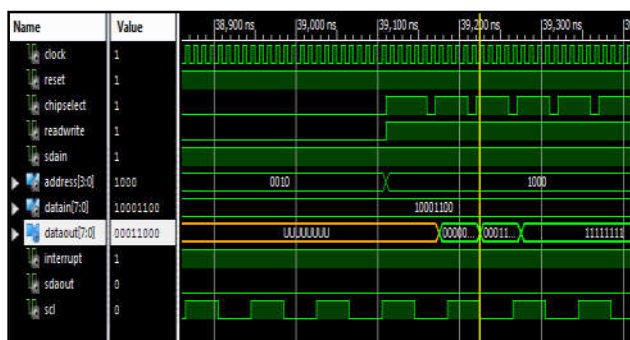 Name Value 38,900 ns 39,000 ns 39,100 ns 39,200 ns 39,300 ns
clock 1
reset 1
chipselect 1
readwrite 1
sdain 1
address[3:0] 1000 0010 1000
datain[7:0] 10001100 10001100
dataout[7:0] 00011000 UUUUUUUU 00000... 00011... 11111111
interrupt 1
sdaout 0
scl 0